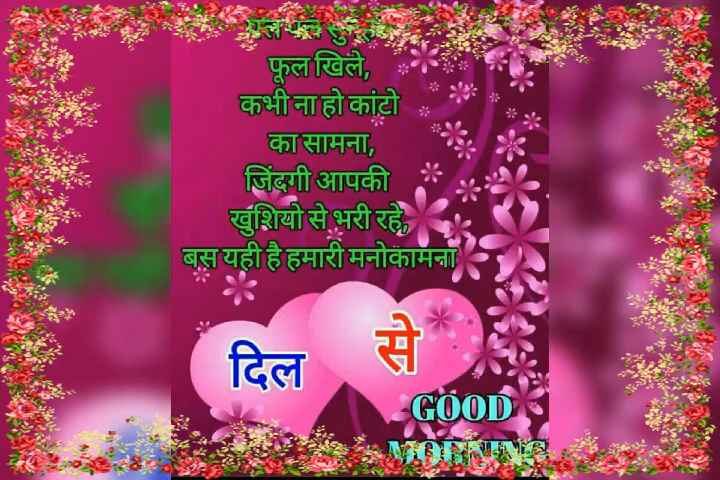 फूल खिले,
कभी ना हो कांटो
का सामना,
जिंदगी आपकी
खुशियो से भरी रहे,
बस यही है हमारी मनोकामना
दिल से
GOOD
MORNING